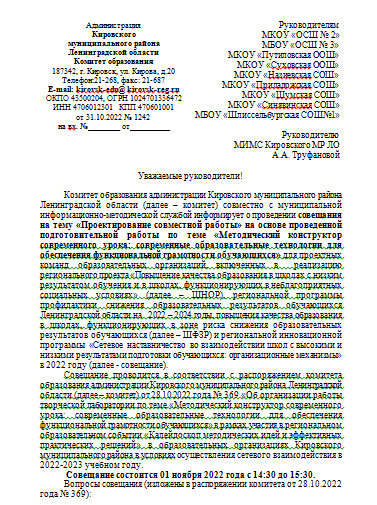 Администрация
Кировского
муниципального района
Ленинградской области
Комитет образования
187342, г. Кировск, ул. Кирова, д.20
Телефон:21-268, факс: 21-687
E-mail: kirovsk-edu@ kirovsk-reg.ru
ОКПО 43500204, ОГРН 1024701336472
ИНН 4706012301 КПП 470601001
от 31.10.2022 № 1242
на вх. №________ от __________
Руководителям
МКОУ «ОСШ № 2»
МБОУ «ОСШ № 3»
МКОУ «Путиловская ООШ»
МКОУ «Суховская ООШ»
МКОУ «Назиевская СОШ»
МКОУ «Приладожская СОШ»
МКОУ «Шумская СОШ»
МКОУ «Синявинская СОШ»
МБОУ «Шлиссельбургская СОШ№1»
Руководителю
МИМС Кировского МР ЛО
А.А. Труфановой
Уважаемые руководители!
Комитет образования администрации Кировского муниципального района
Ленинградской области (далее – комитет) совместно с муниципальной
информационно-методической службой информирует о проведении совещания
на тему «Проектирование совместной работы» на основе проведенной
подготовительной работы по теме «Методический конструктор
современного урока: современные образовательные технологии для
обеспечения функциональной грамотности обучающихся» для проектных
команд образовательных организаций, включенных в реализацию
регионального проекта «Повышение качества образования в школах с низким
результатом обучения и в школах, функционирующих в неблагоприятных
социальных условиях» (далее – ШНОР), региональной программы
профилактики снижения образовательных результатов обучающихся
Ленинградской области на 2022 – 2024 годы, повышения качества образования
в школах, функционирующих в зоне риска снижения образовательных
результатов обучающихся (далее – ШФЗР) и региональной инновационной
программы «Сетевое наставничество во взаимодействии школ с высокими и
низкими результатами подготовки обучающихся: организационные механизмы»
в 2022 году (далее - совещание).
Совещание проводится в соответствии с распоряжением комитета
образования администрации Кировского муниципального района Ленинградской
области (далее – комитет) от 28.10.2022 года № 369 «Об организации работы
творческой лаборатории по теме «Методический конструктор современного
урока: современные образовательные технологии для обеспечения
функциональной грамотности обучающихся» в рамках участия в региональном
образовательном событии «Калейдоскоп методических идей и эффективных
практических решений» в образовательных организациях Кировского
муниципального района в условиях осуществления сетевого взаимодействия в
2022-2023 учебном году.
Совещание состоится 01 ноября 2022 года с 14:30 до 15:30.
Вопросы совещания (изложены в распоряжении комитета от 28.10.2022
года № 369):